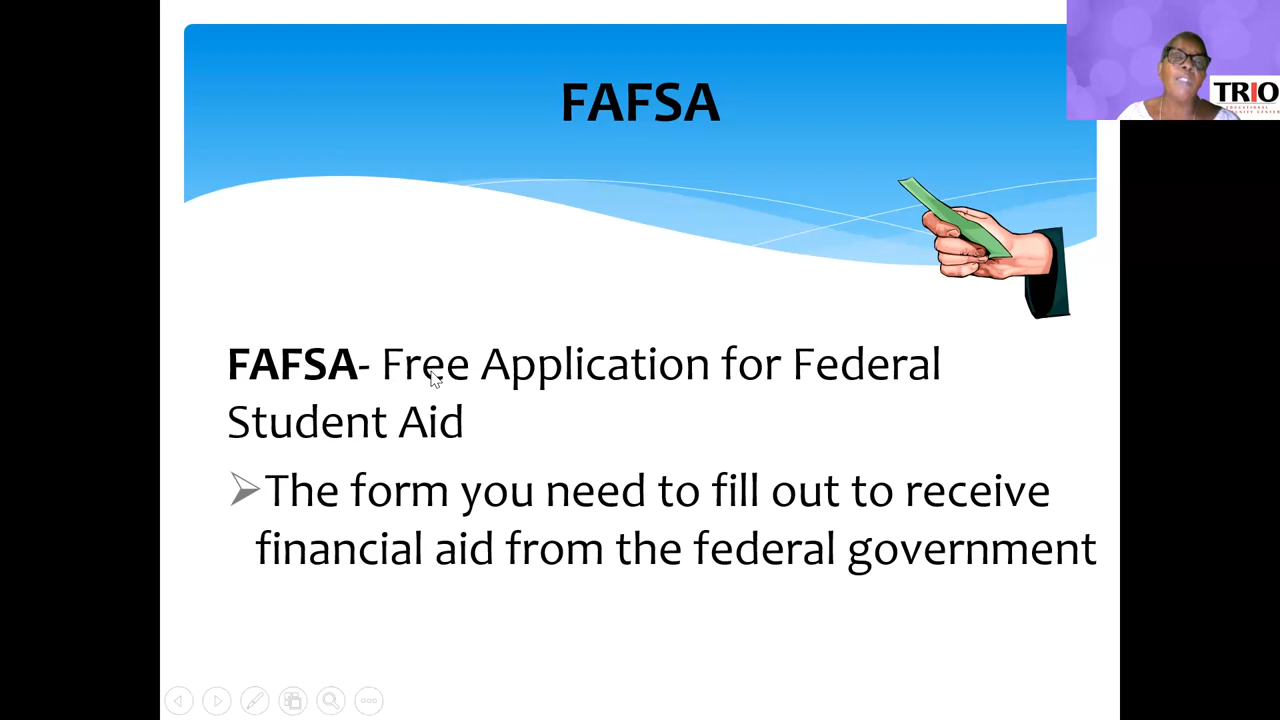 FAFSA
TRIO
EDUCATIONAL
FAFSA- Free Application for Federal
Student Aid
The form you need to fill out to receive
financial aid from the federal government